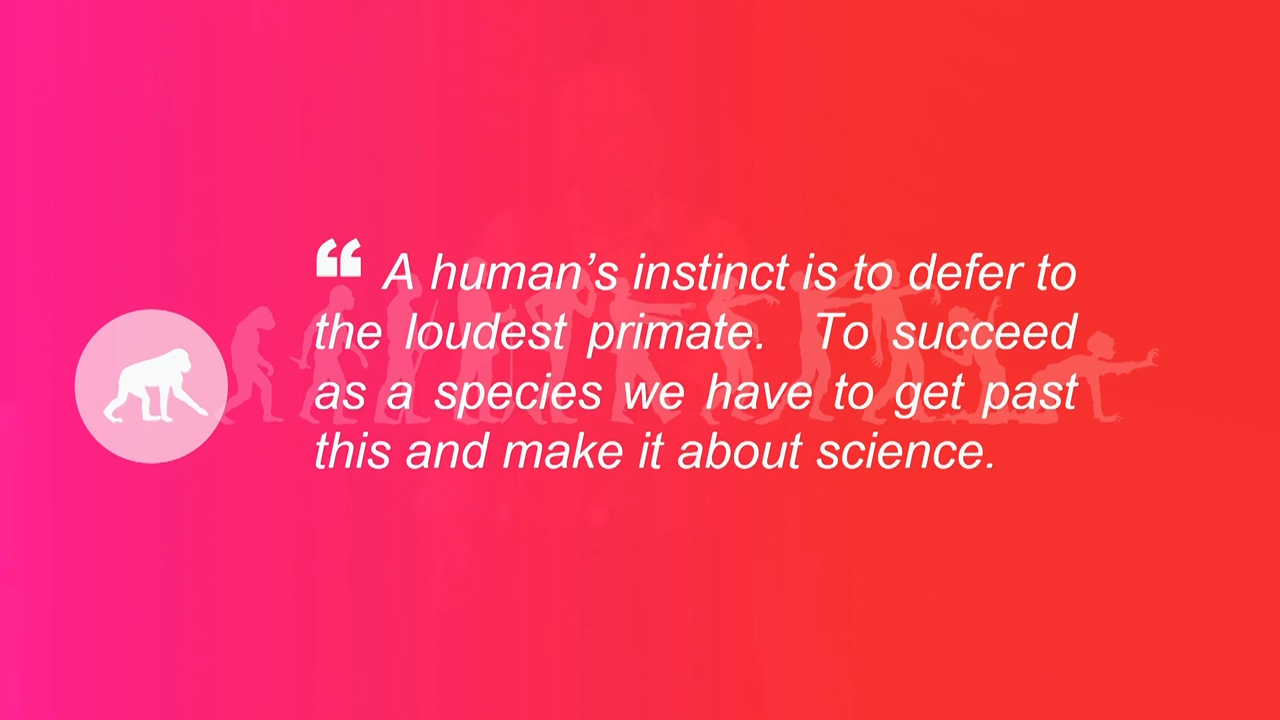 “ A human’s instinct is to defer to
the loudest primate.  To succeed
as a species we have to get past
this and make it about science.